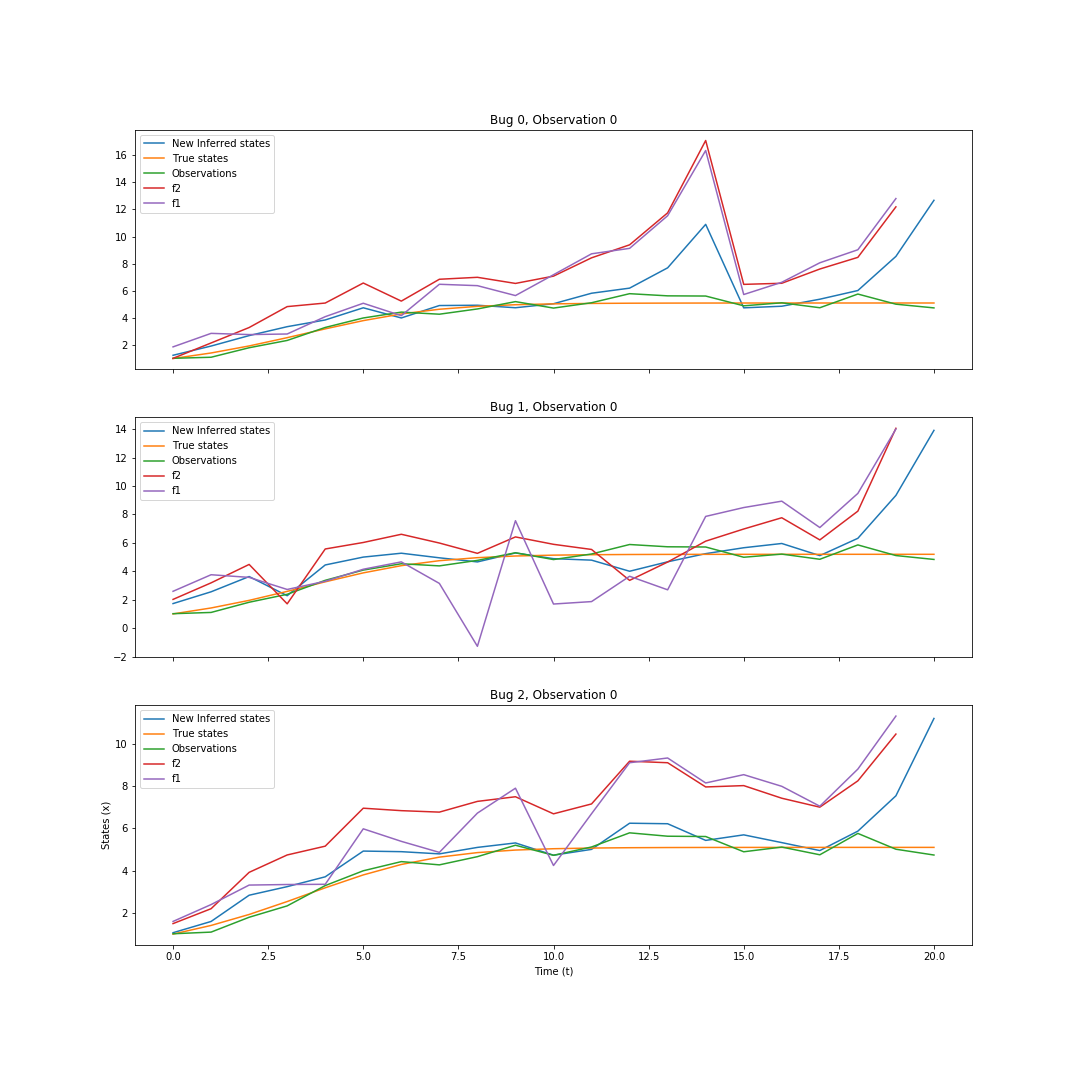 Bug 0, Observation 0
New Inferred states
True states
Observations
f2
f1
16
14
12
10
8
6
4
2
Bug 1, Observation 0
New Inferred states
True states
Observations
f2
f1
14
12
10
8
6
4
2
0
−2
Bug 2, Observation 0
New Inferred states
True states
Observations
f2
f1
10
8
6
4
2
States (x)
0.0 2.5 5.0 7.5 10.0 12.5 15.0 17.5 20.0
Time (t)